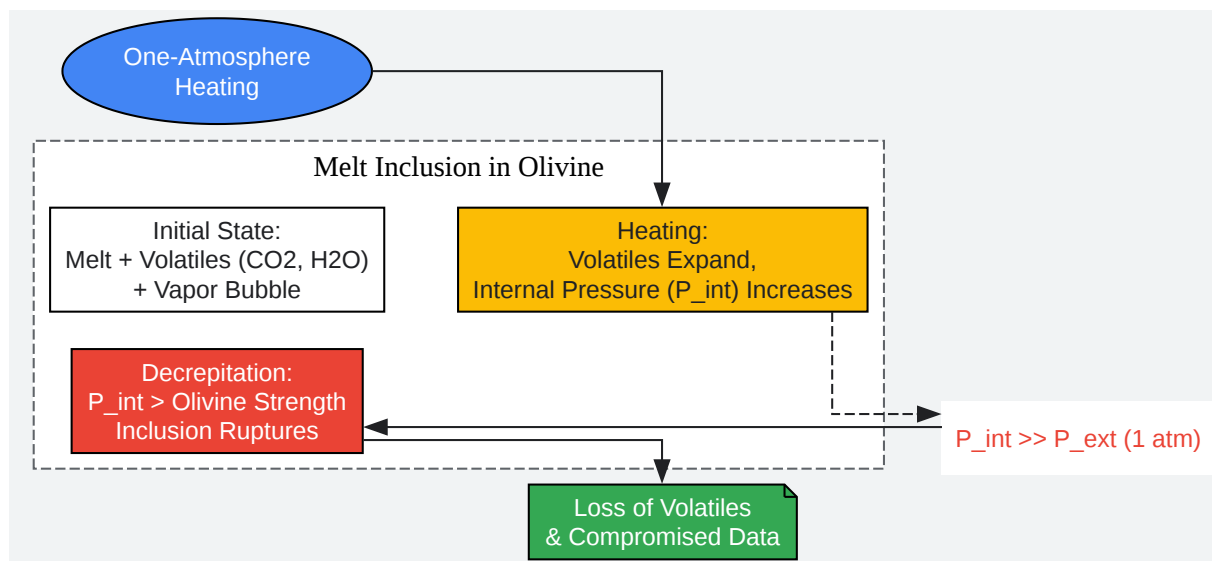 One-Atmosphere
Heating
Melt Inclusion in Olivine
Initial State:
Melt + Volatiles (CO2, H2O)
+ Vapor Bubble
Heating:
Volatiles Expand,
Internal Pressure (P_int) Increases
Decrepitation:
P_int > Olivine Strength
Inclusion Ruptures
P_int >> P_ext (1 atm)
Loss of Volatiles
& Compromised Data